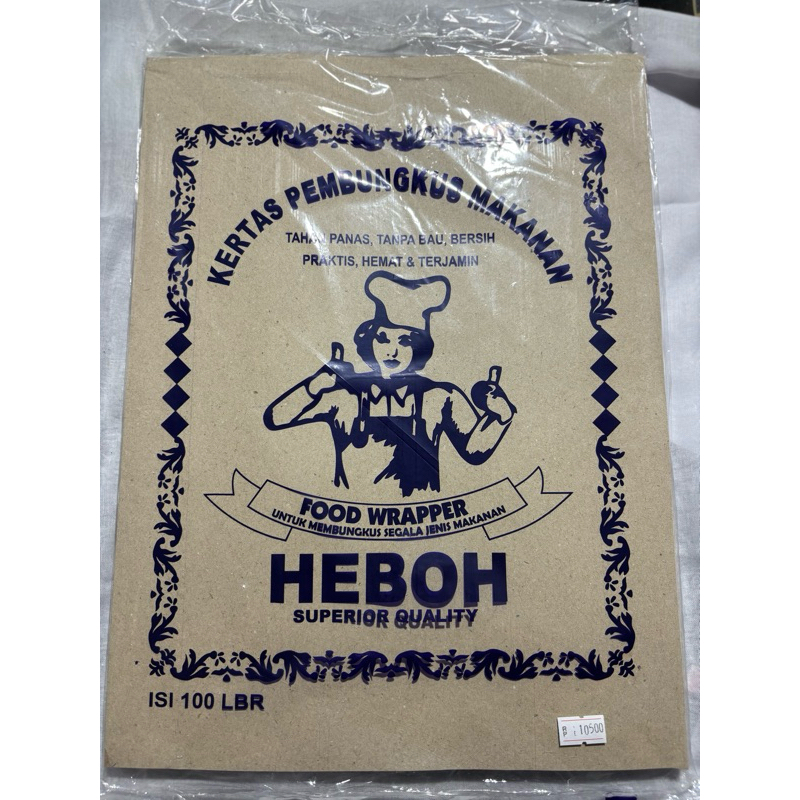 KERTAS PEMBUNGKUS MAKANAN
TAHAN PANAS, TANPA BAU, BERSIH
PRAKTIS, HEMAT & TERJAMIN
FOOD WRAPPER
UNTUK MEMBUNGKUS SEGALA JENIS MAKANAN
HEBOH
SUPERIOR QUALITY
ISI 100 LBR
10500